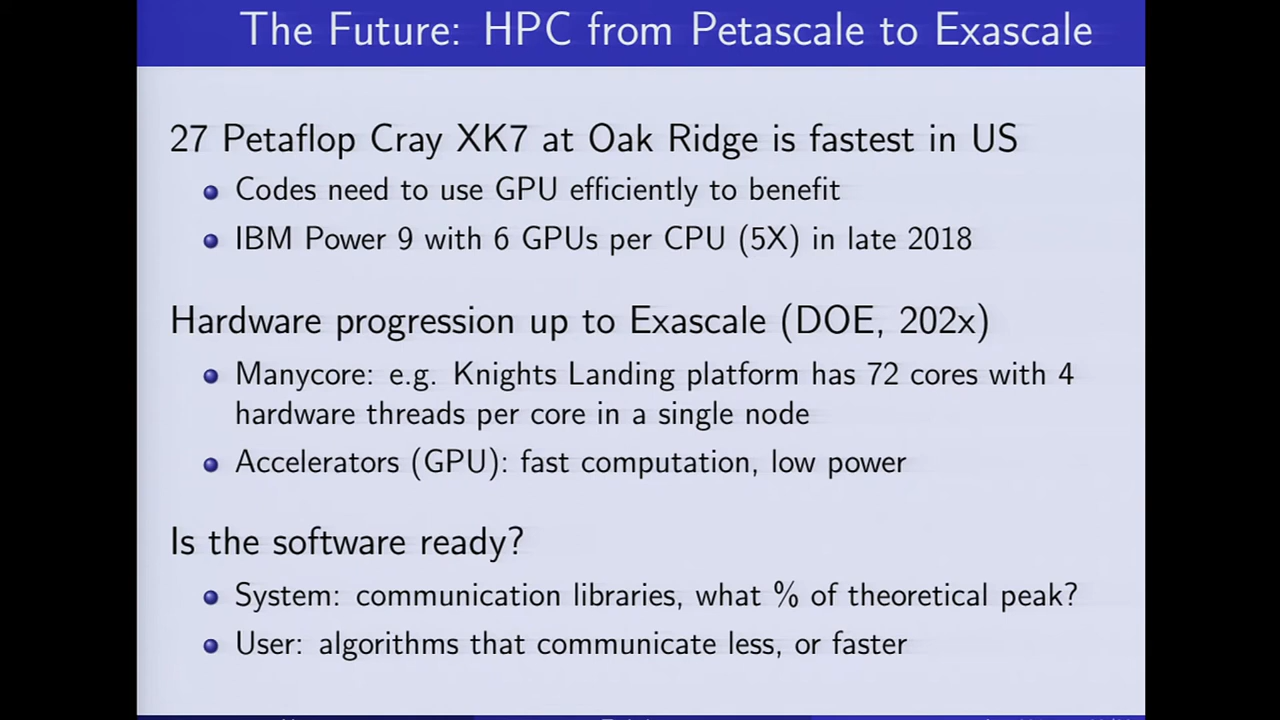 The Future: HPC from Petascale to Exascale
27 Petaflop Cray XK7 at Oak Ridge is fastest in US
Codes need to use GPU efficiently to benefit
IBM Power 9 with 6 GPUs per CPU (5X) in late 2018
Hardware progression up to Exascale (DOE, 202x)
Manycore: e.g. Knights Landing platform has 72 cores with 4
hardware threads per core in a single node
Accelerators (GPU): fast computation, low power
Is the software ready?
System: communication libraries, what % of theoretical peak?
User: algorithms that communicate less, or faster